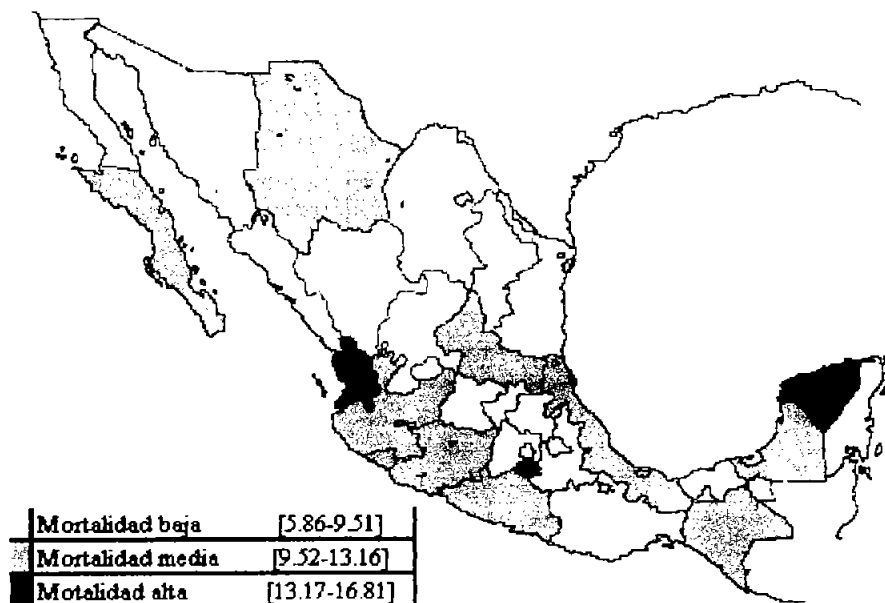 Mortalidad baja [5.86-9.51]
Mortalidad media [9.52-13.16]
Motalidad alta [13.17-16.81]